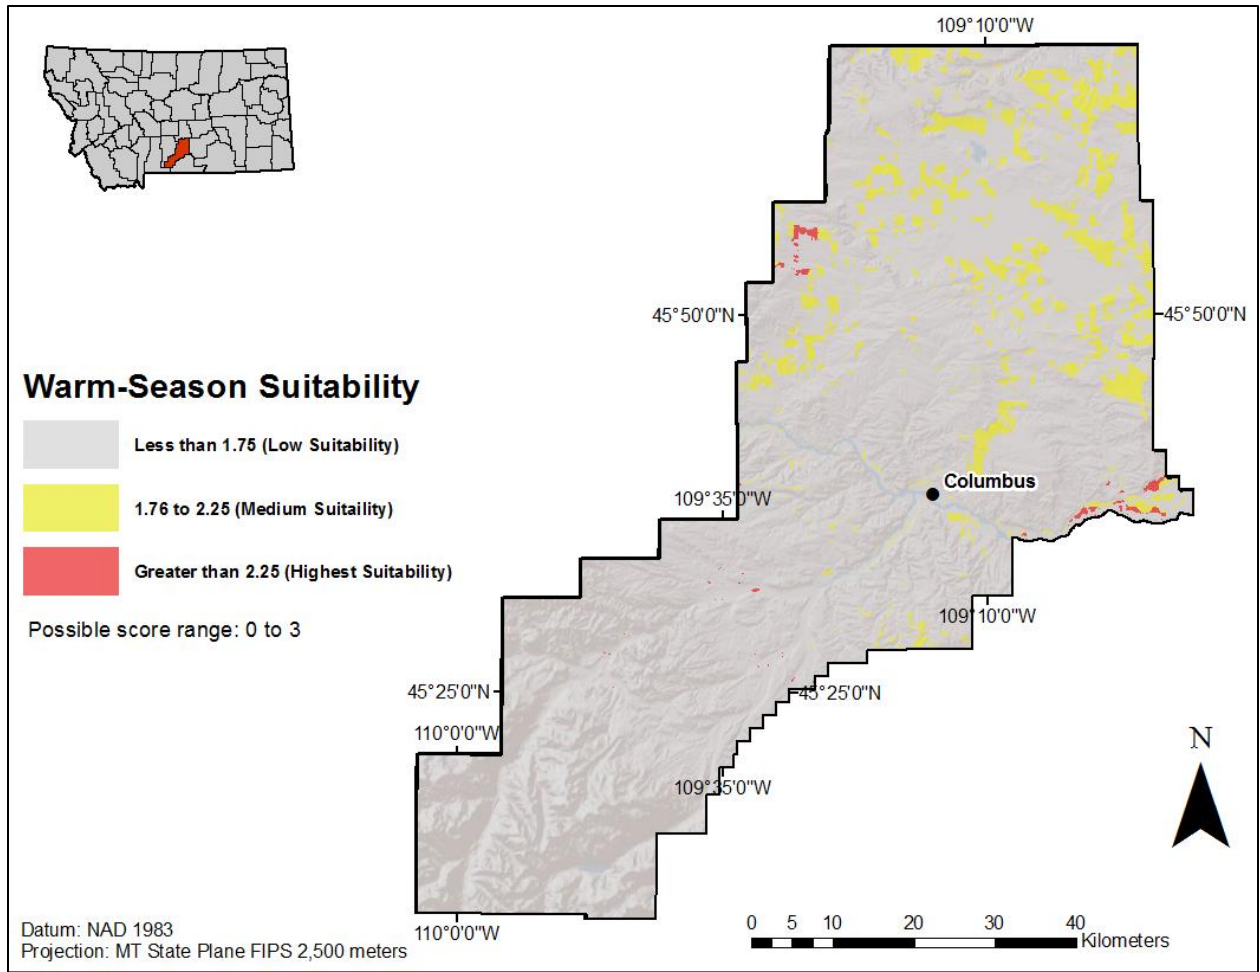 109°10'0"W
45°50'0"N
45°50'0"N
Warm-Season Suitability
Less than 1.75 (Low Suitability)
1.76 to 2.25 (Medium Suitaility)
Greater than 2.25 (Highest Suitability)
Possible score range: 0 to 3
Columbus
109°35'0"W
109°10'0"W
45°25'0"N
45°25'0"N
110°0'0"W
109°35'0"W
N
110°0'0"W
Datum: NAD 1983
Projection: MT State Plane FIPS 2,500 meters
0 5 10 20 30 40
Kilometers